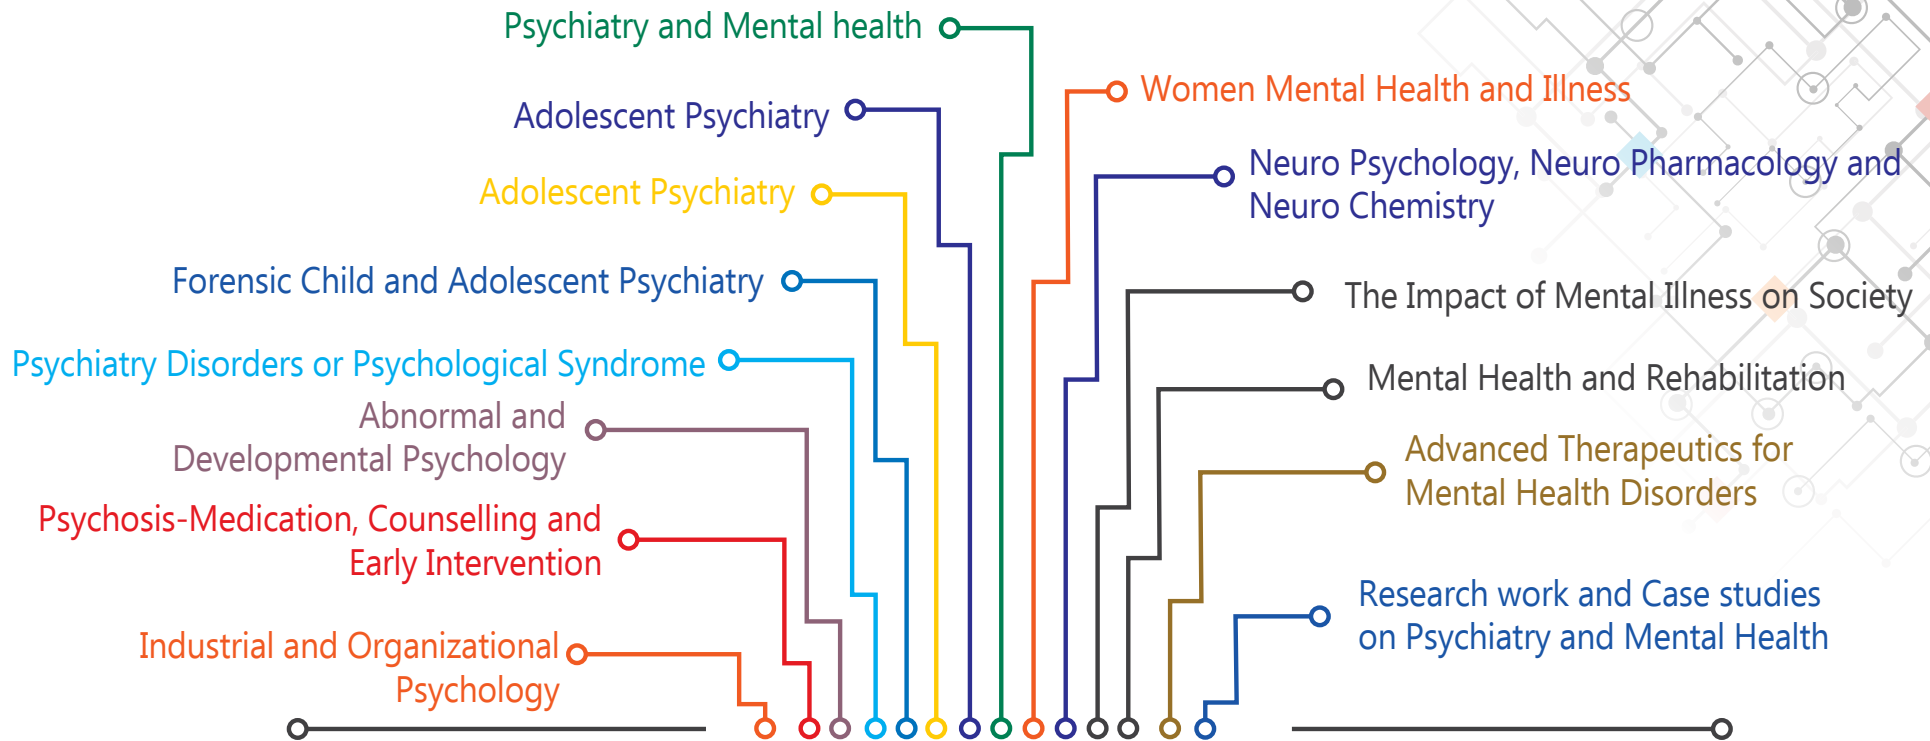 Psychiatry and Mental health
Adolescent Psychiatry
Adolescent Psychiatry
Forensic Child and Adolescent Psychiatry
Psychiatry Disorders or Psychological Syndrome
Abnormal and
Developmental Psychology
Psychosis-Medication, Counselling and
Early Intervention
Industrial and Organizational
Psychology
Women Mental Health and Illness
Neuro Psychology, Neuro Pharmacology and
Neuro Chemistry
The Impact of Mental Illness on Society
Mental Health and Rehabilitation
Advanced Therapeutics for
Mental Health Disorders
Research work and Case studies
on Psychiatry and Mental Health